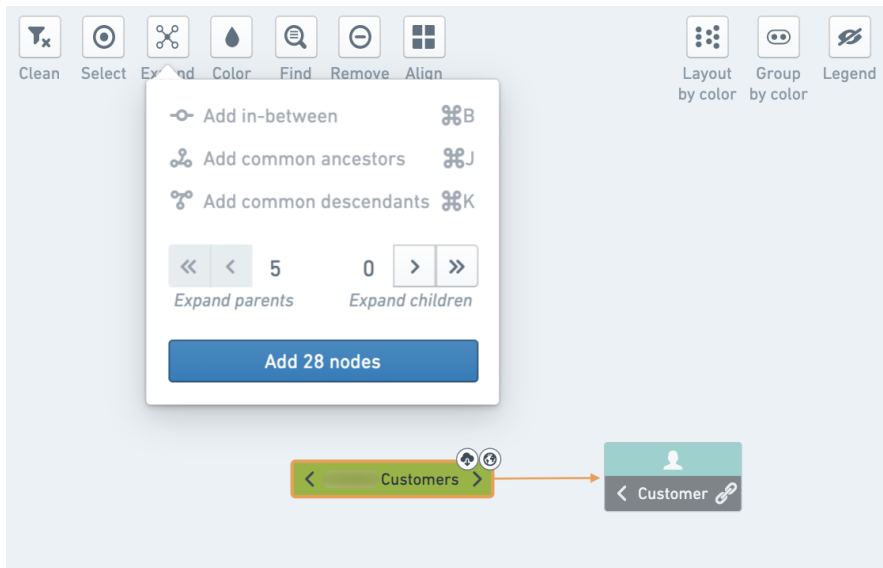 Clean Select Expand Color Find Remove Align Layout by color Group by color Legend
Add in-between ⌘B
Add common ancestors ⌘J
Add common descendants ⌘K
5 0
Expand parents Expand children
Add 28 nodes
Customers
Customer